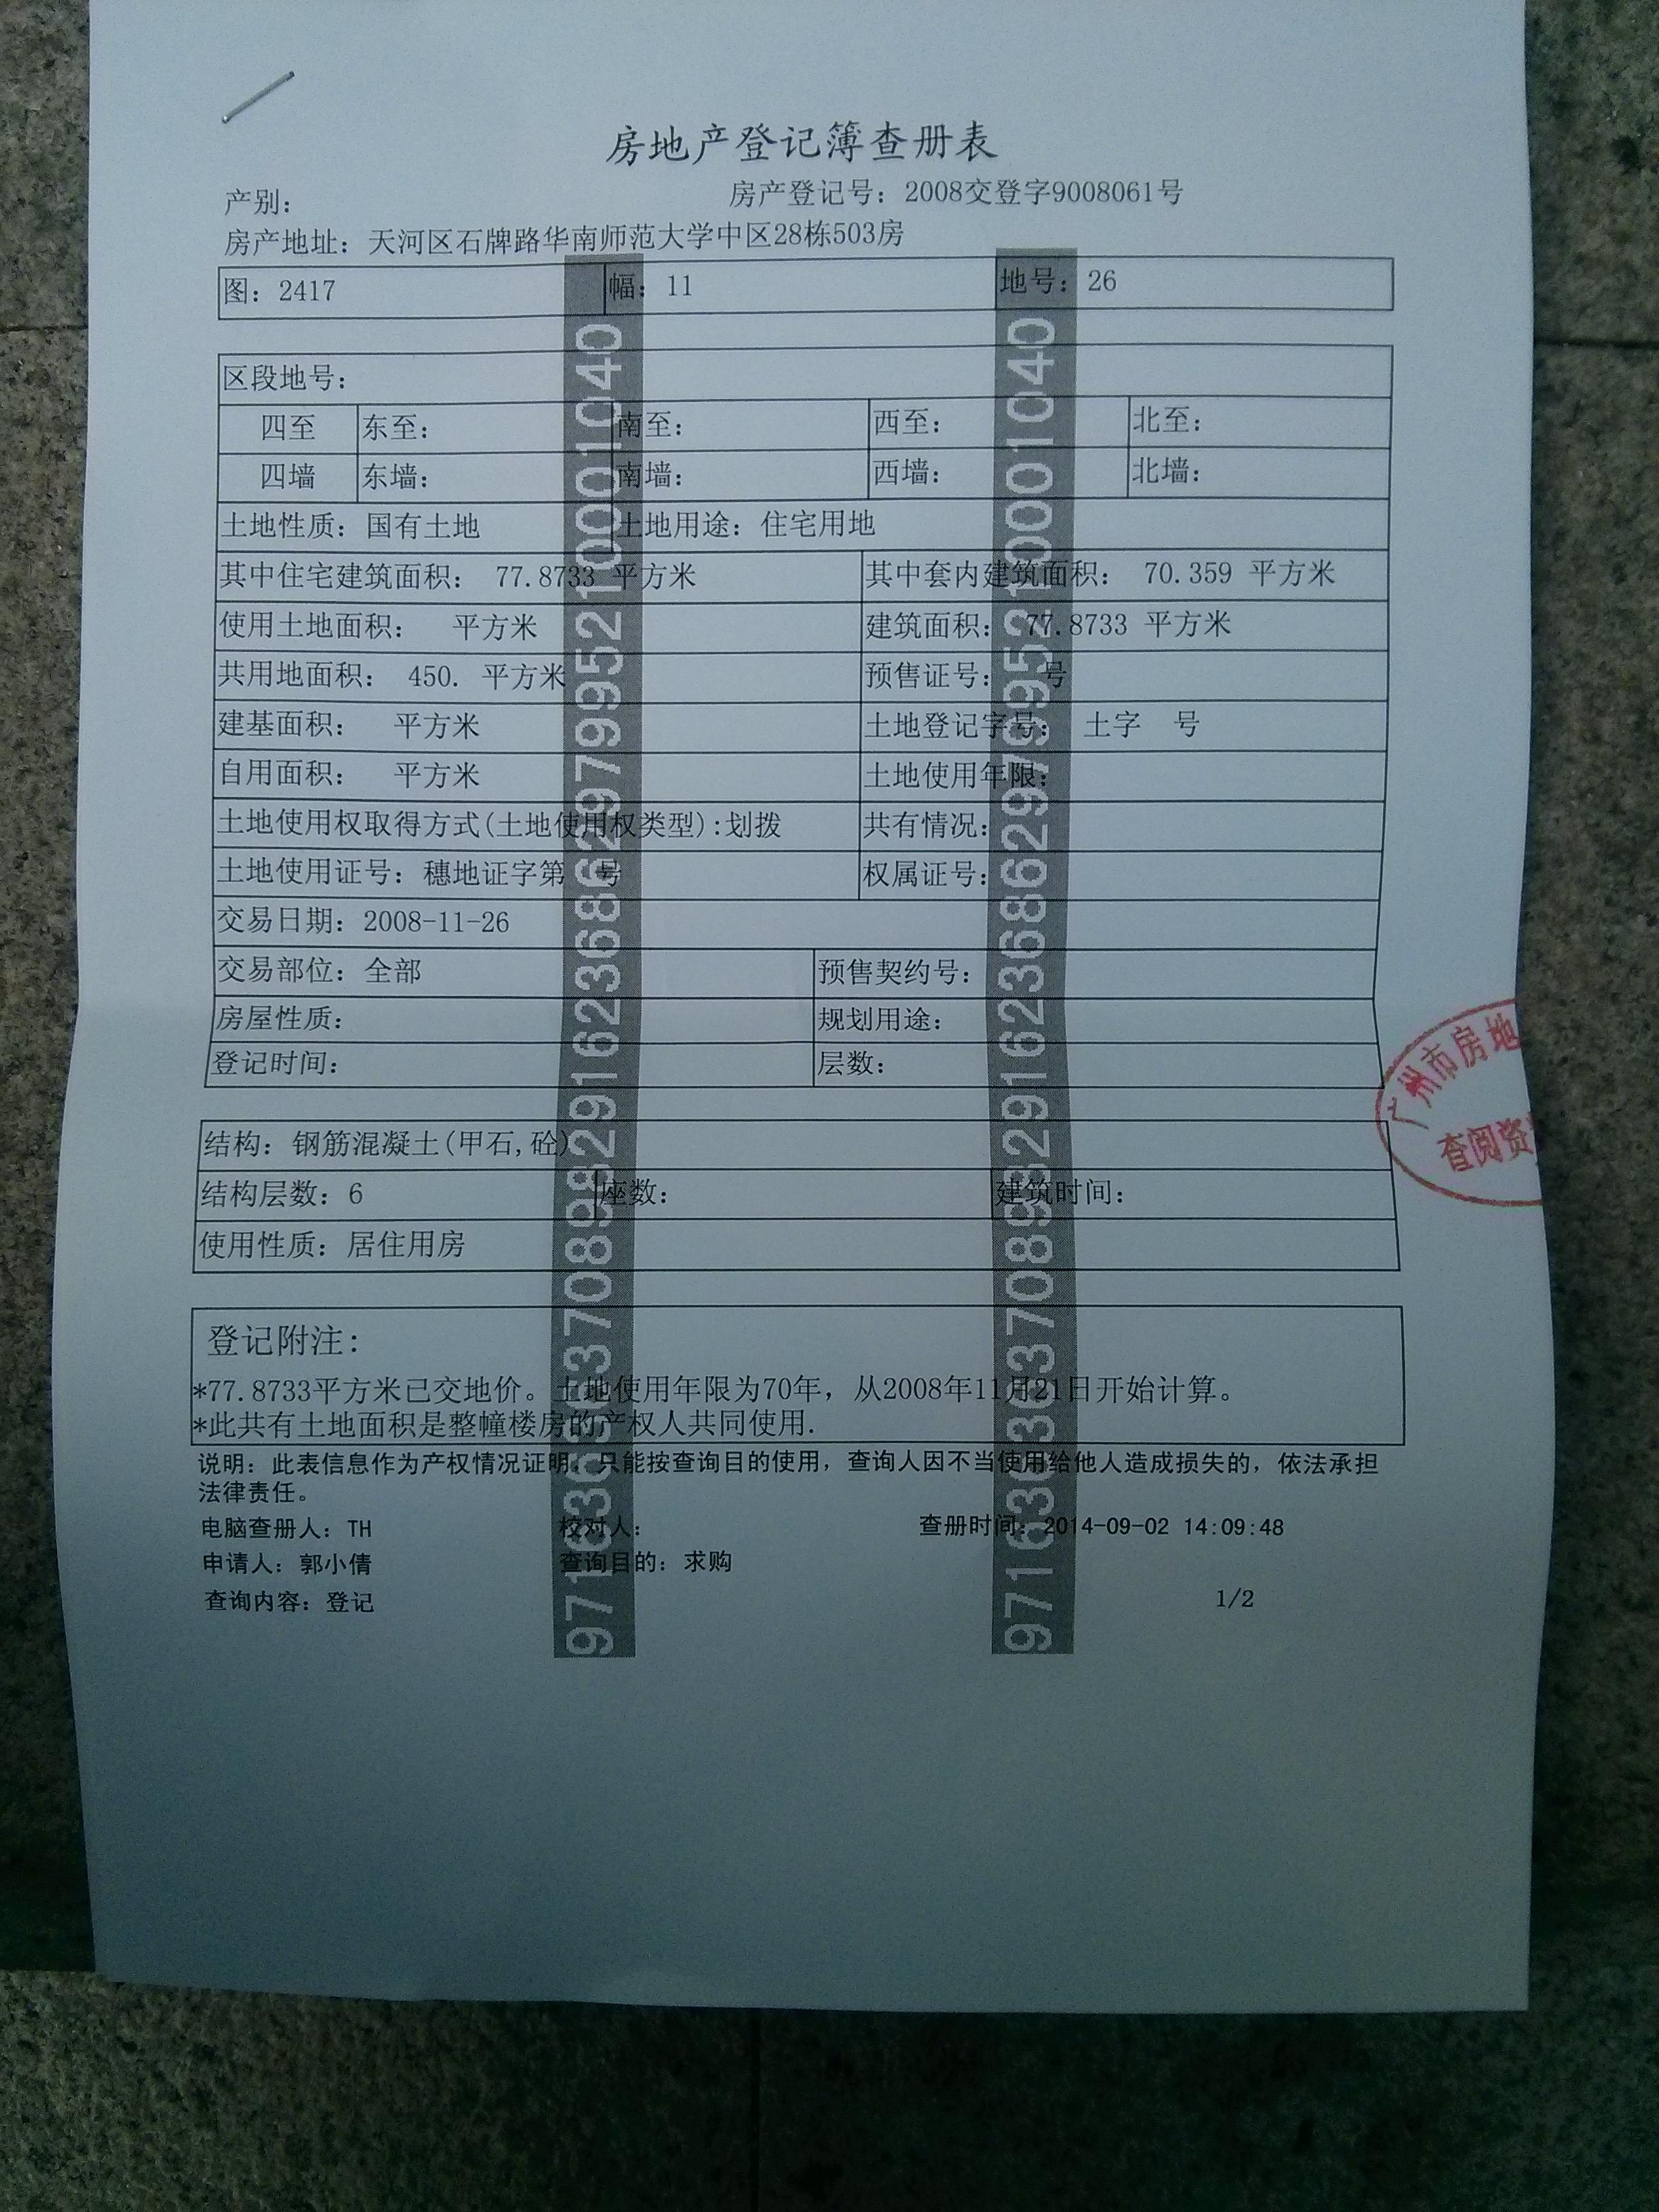 房地产登记簿查册表
产别:
房产登记号: 2008交登字9008061号
房产地址: 天河区石牌路华南师范大学中区28栋503房
图: 2417 幅: 11 地号: 26
区段地号:
四至 东至: 南至: 西至: 北至:
四墙 东墙: 南墙: 西墙: 北墙:
土地性质: 国有土地 土地用途: 住宅用地
其中住宅建筑面积: 77.8733 平方米 其中套内建筑面积: 70.359 平方米
使用土地面积: 平方米 建筑面积: 77.8733 平方米
共用地面积: 450. 平方米 预售证号: 号
建基面积: 平方米 土地登记字号: 土字 号
自用面积: 平方米 土地使用年限:
土地使用权取得方式(土地使用权类型):划拨 共有情况:
土地使用证号: 穗地证字第 号 权属证号:
交易日期: 2008-11-26
交易部位: 全部 预售契约号:
房屋性质: 规划用途:
登记时间: 层数:
结构: 钢筋混凝土(甲石,砼)
结构层数: 6 座数: 建筑时间:
使用性质: 居住用房
登记附注:
*77.8733平方米已交地价。土地使用年限为70年，从2008年11月21日开始计算。
*此共有土地面积是整幢楼房的产权人共同使用.
说明: 此表信息作为产权情况证明，只能按查询目的使用，查询人因不当使用给他人造成损失的，依法承担
法律责任。
电脑查册人: TH 校对人: 查册时间: 2014-09-02 14:09:48
申请人: 郭小倩 查询目的: 求购
查询内容: 登记 1/2
广州市房地
查阅资